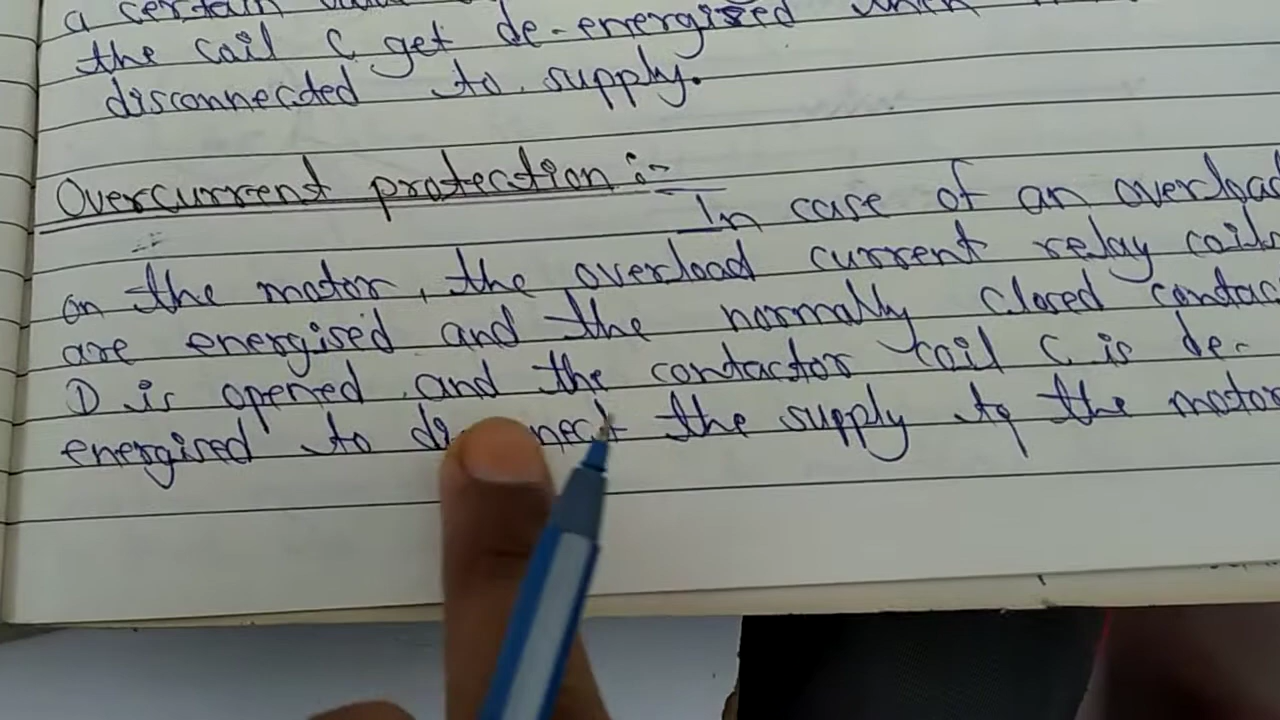 a certain
the coil C get de-energised when
disconnected to supply.
Overcurrent protection :-
In case of an overload
on the motor, the overload current relay coils
are energised and the normally closed contac
D is opened and the contactor coil C is de-
energised to the supply to the motor